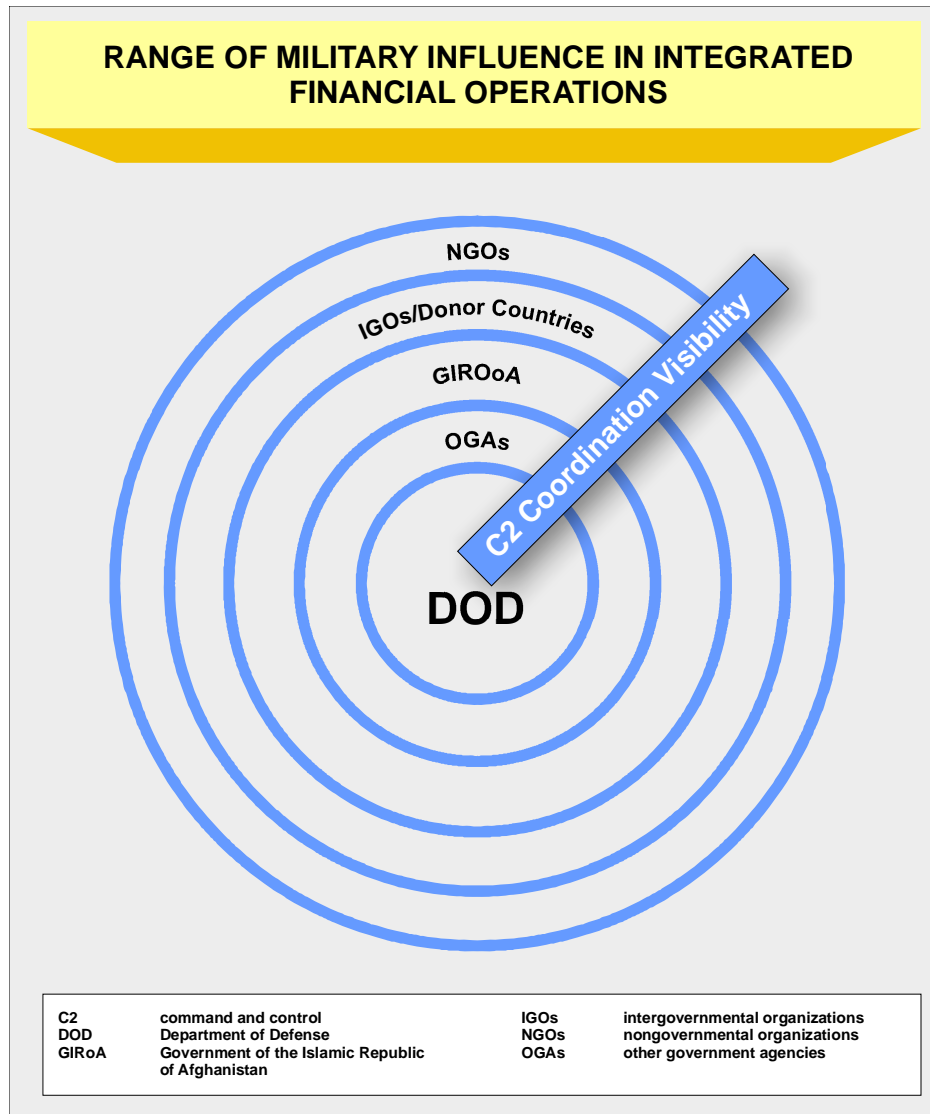 RANGE OF MILITARY INFLUENCE IN INTEGRATED
FINANCIAL OPERATIONS
NGOs
IGOs/Donor Countries
GIROoA
OGAs
C2 Coordination Visibility
DOD
C2 command and control
DOD Department of Defense
GIRoA Government of the Islamic Republic
of Afghanistan
IGOs intergovernmental organizations
NGOs nongovernmental organizations
OGAs other government agencies